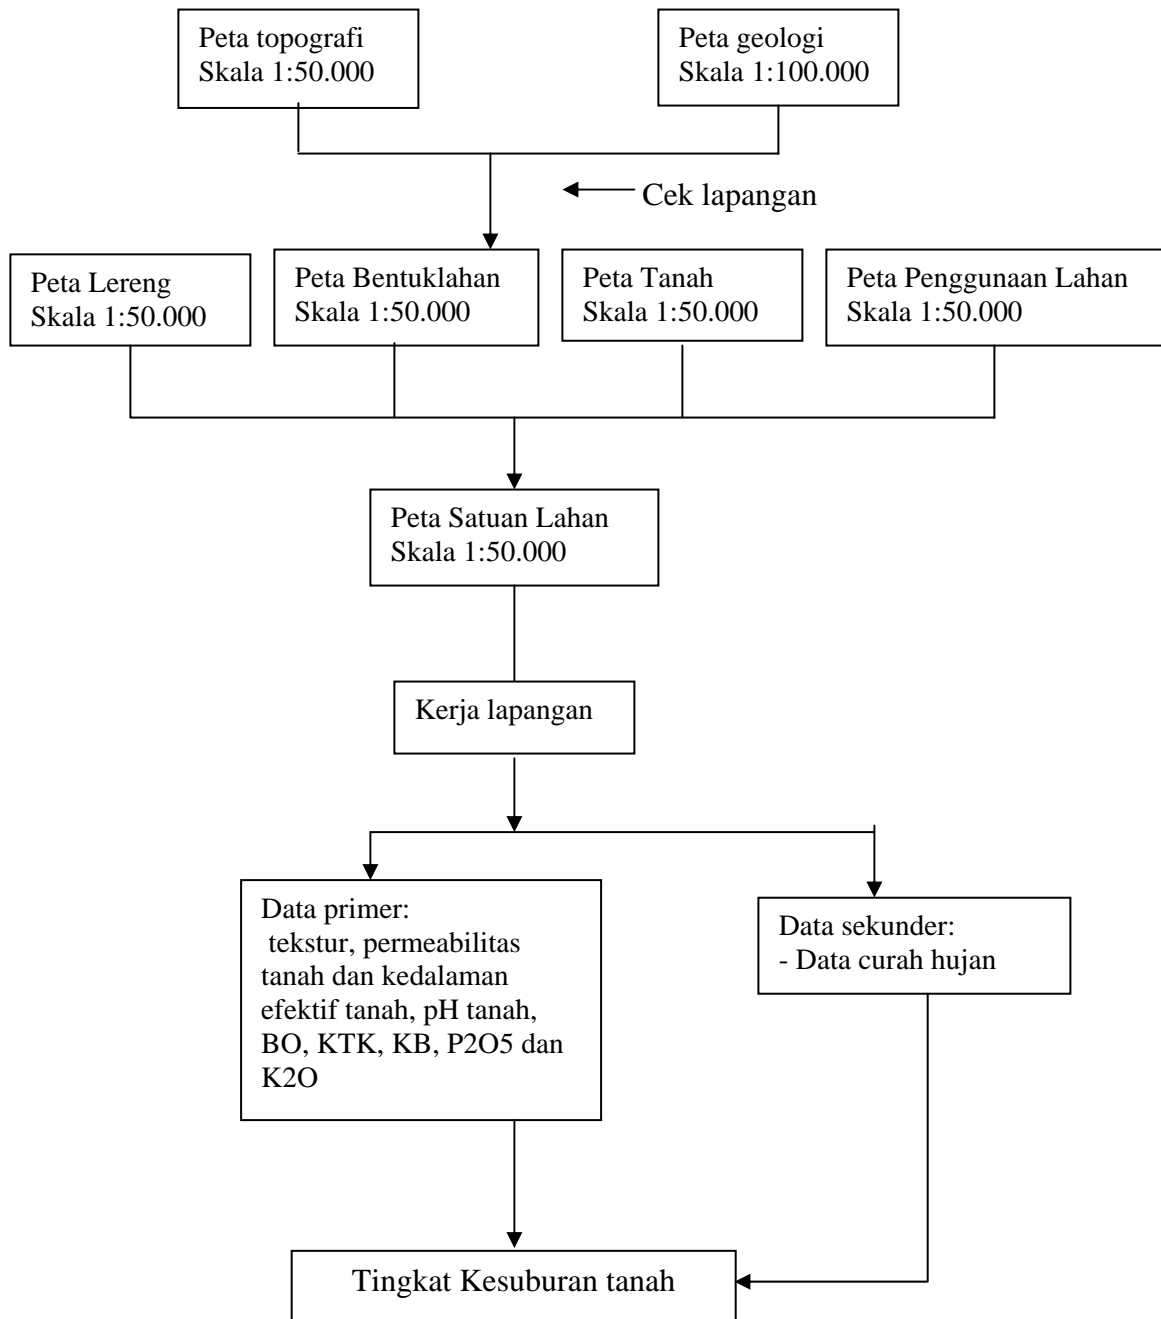 Peta topografi
Skala 1:50.000
Peta geologi
Skala 1:100.000
Cek lapangan
Peta Lereng
Skala 1:50.000
Peta Bentuklahan
Skala 1:50.000
Peta Tanah
Skala 1:50.000
Peta Penggunaan Lahan
Skala 1:50.000
Peta Satuan Lahan
Skala 1:50.000
Kerja lapangan
Data primer:
tekstur, permeabilitas
tanah dan kedalaman
efektif tanah, pH tanah,
BO, KTK, KB, P2O5 dan
K2O
Data sekunder:
- Data curah hujan
Tingkat Kesuburan tanah